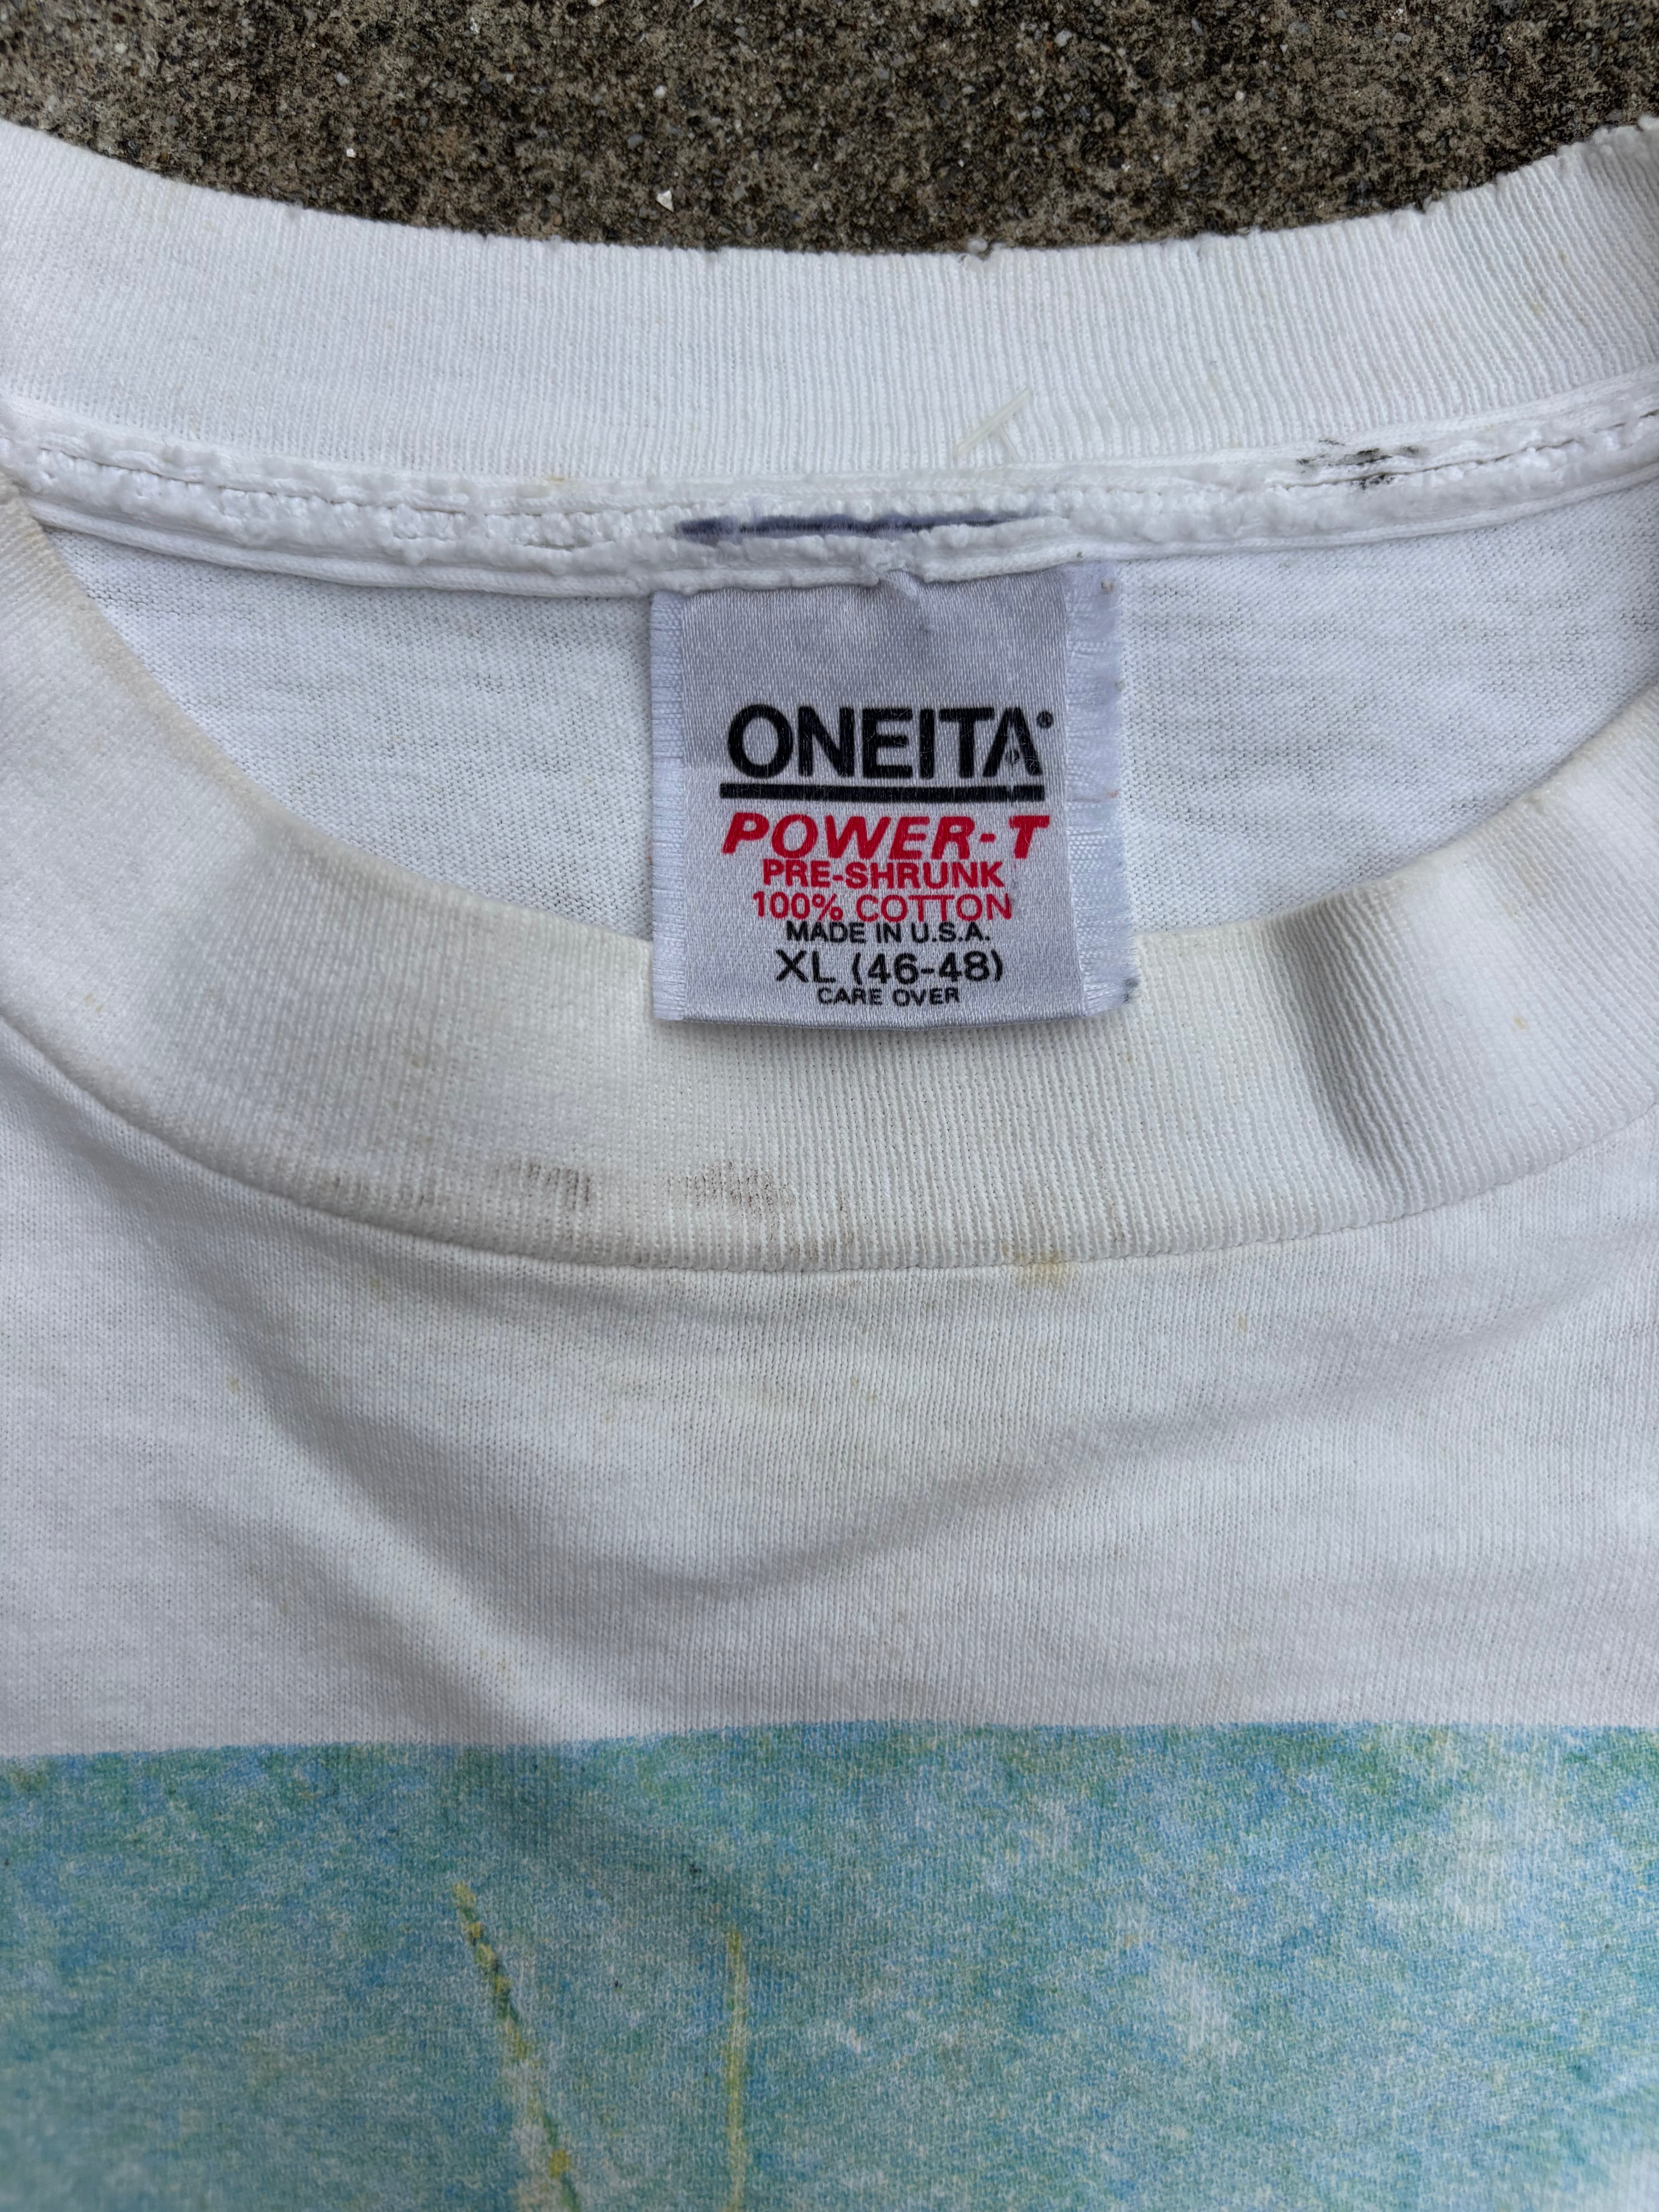 ONEITA®
POWER-T
PRE-SHRUNK
100% COTTON
MADE IN U.S.A.
XL (46-48)
CARE OVER